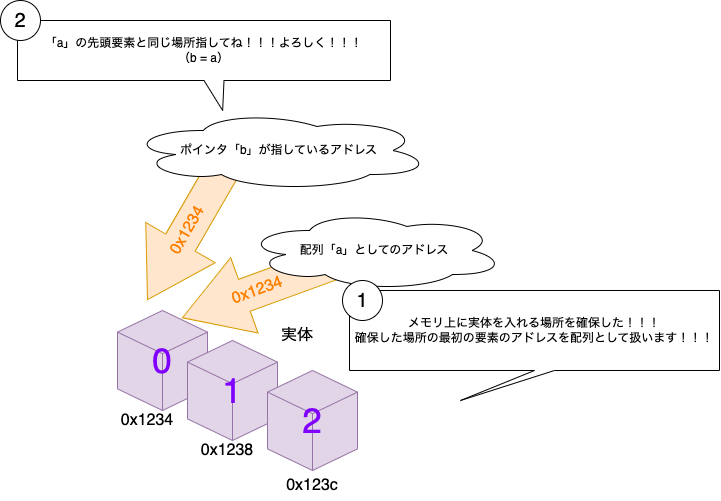 2
「a」の先頭要素と同じ場所指してね！！！よろしく！！！
（b = a）
ポインタ「b」が指しているアドレス
0x1234
配列「a」としてのアドレス
0x1234
1
メモリ上に実体を入れる場所を確保した！！！
確保した場所の最初の要素のアドレスを配列として扱います！！！
実体
0
1
2
0x1234
0x1238
0x123c